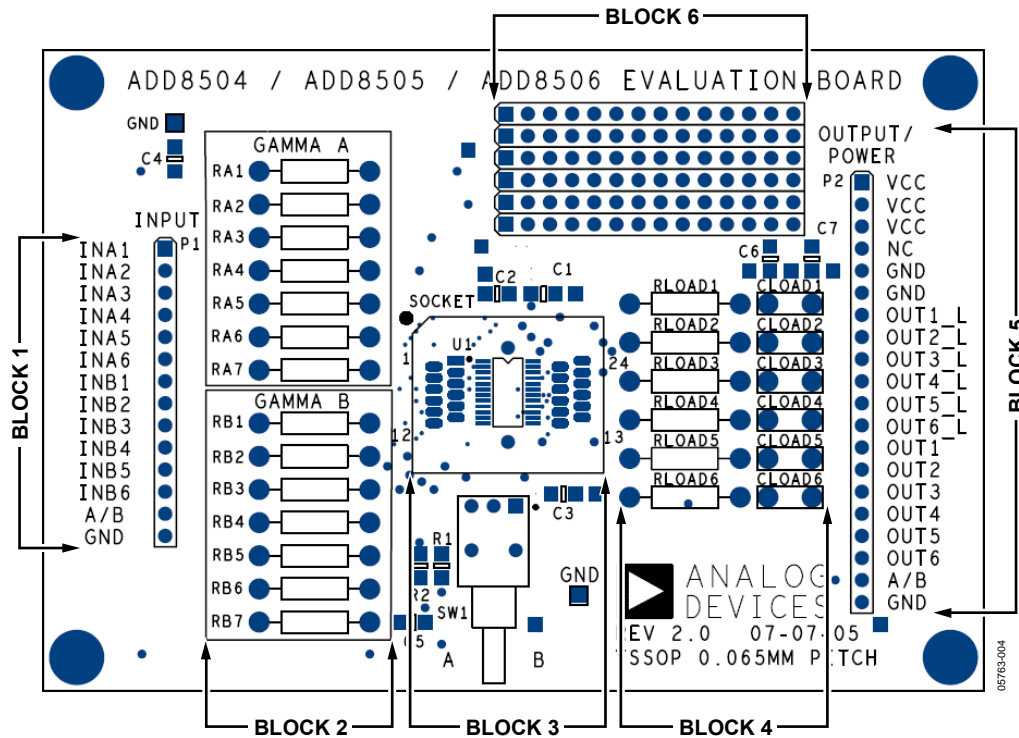 BLOCK 6
ADD8504 / ADD8505 / ADD8506 EVALUATION BOARD
GND
C4
GAMMA A
RA1
RA2
RA3
RA4
RA5
RA6
RA7
GAMMA B
RB1
RB2
RB3
RB4
RB5
RB6
RB7
BLOCK 2
INPUT
P1
INA1
INA2
INA3
INA4
INA5
INA6
INB1
INB2
INB3
INB4
INB5
INB6
A/B
GND
BLOCK 1
C2
C1
SOCKET
U1
1
24
12
13
C3
R1
R2
SW1
A
B
GND
BLOCK 3
C6
C7
RLOAD1
CLOAD1
RLOAD2
CLOAD2
RLOAD3
CLOAD3
RLOAD4
CLOAD4
RLOAD5
CLOAD5
RLOAD6
CLOAD6
BLOCK 4
OUTPUT/
POWER
P2
VCC
VCC
VCC
NC
GND
GND
OUT1_L
OUT2_L
OUT3_L
OUT4_L
OUT5_L
OUT6_L
OUT1
OUT2
OUT3
OUT4
OUT5
OUT6
A/B
GND
BLOCK 5
ANALOG
DEVICES
REV 2.0 07-07-05
TSSOP 0.065MM PITCH
05763-004